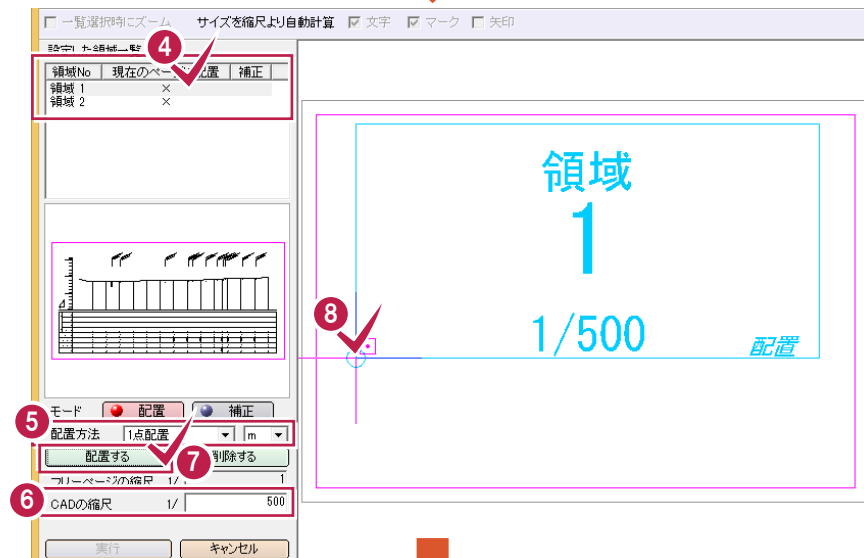 一覧選択時にズーム サイズを縮尺より自動計算 文字 マーク 矢印
設定した領域一覧
4
領域No 現在のページ 配置 補正
領域 1 ×
領域 2 ×
領域
1
1/500
配置
8
モード 配置 補正
5
配置方法 1点配置 m
配置する 削除する
7
フリーページの縮尺 1/ 1
6
CADの縮尺 1/ 500
実行 キャンセル